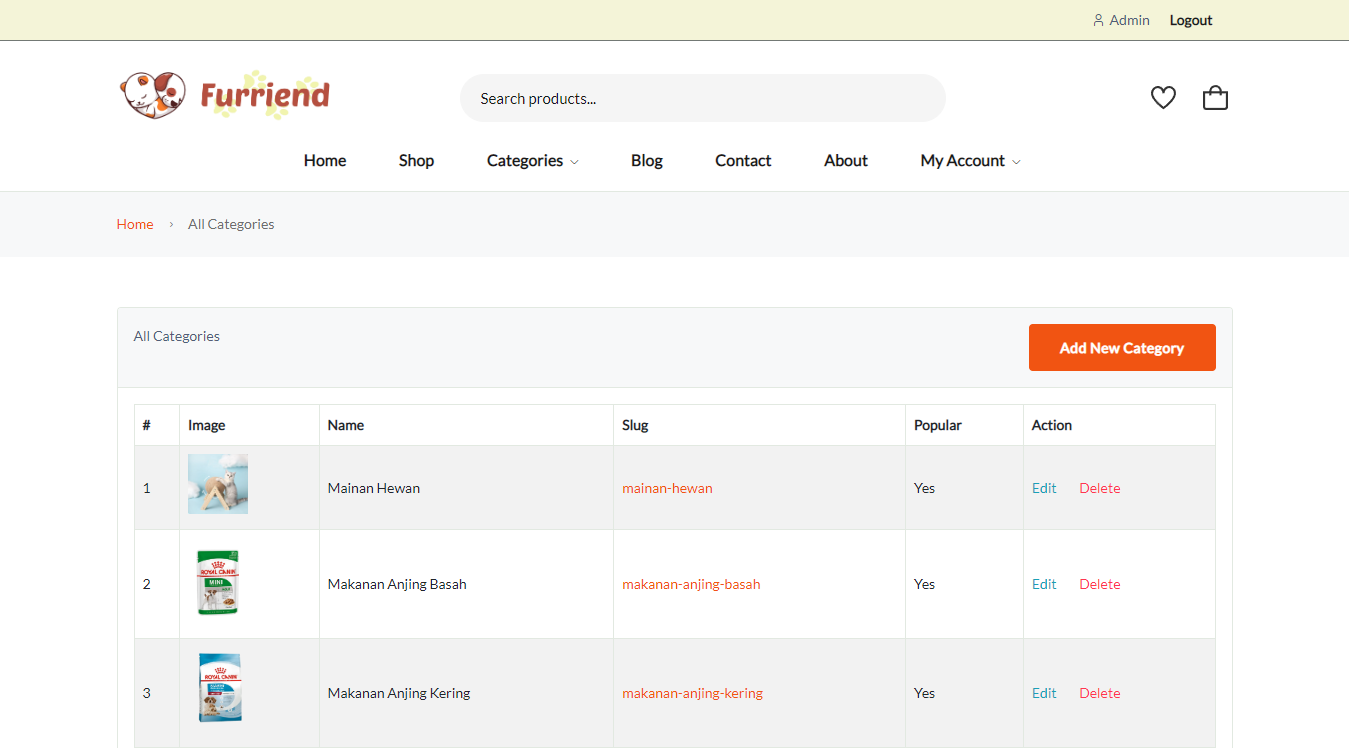 Admin Logout
Furriend
Search products...
Home Shop Categories Blog Contact About My Account
Home › All Categories
All Categories
Add New Category
# Image Name Slug Popular Action
1 Mainan Hewan mainan-hewan Yes Edit Delete
ROYAL CANIN
MINI
2 Makanan Anjing Basah makanan-anjing-basah Yes Edit Delete
ROYAL CANIN
3 Makanan Anjing Kering makanan-anjing-kering Yes Edit Delete